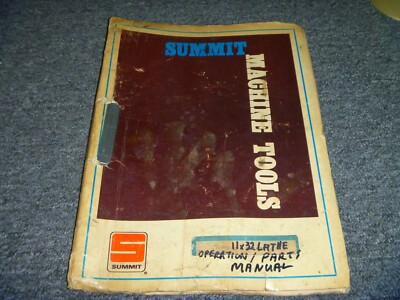 SUMMIT
MACHINE TOOLS
11x32 LATHE
OPERATION / PARTS
MANUAL
S
SUMMIT